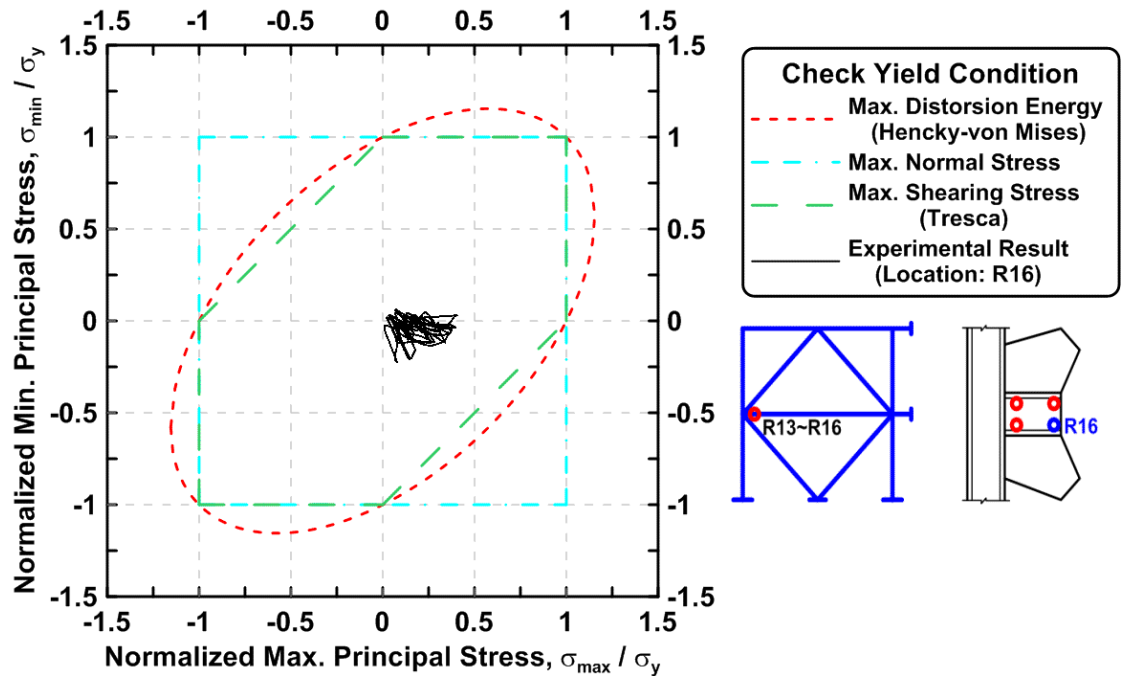 -1.5 -1 -0.5 0 0.5 1 1.5
1.5 1.5
1 1
0.5 0.5
0 0
-0.5 -0.5
-1 -1
-1.5 -1.5
-1.5 -1 -0.5 0 0.5 1 1.5
Normalized Min. Principal Stress, σmin / σy
Normalized Max. Principal Stress, σmax / σy
Check Yield Condition
Max. Distorsion Energy
(Hencky-von Mises)
Max. Normal Stress
Max. Shearing Stress
(Tresca)
Experimental Result
(Location: R16)
R13~R16
R16